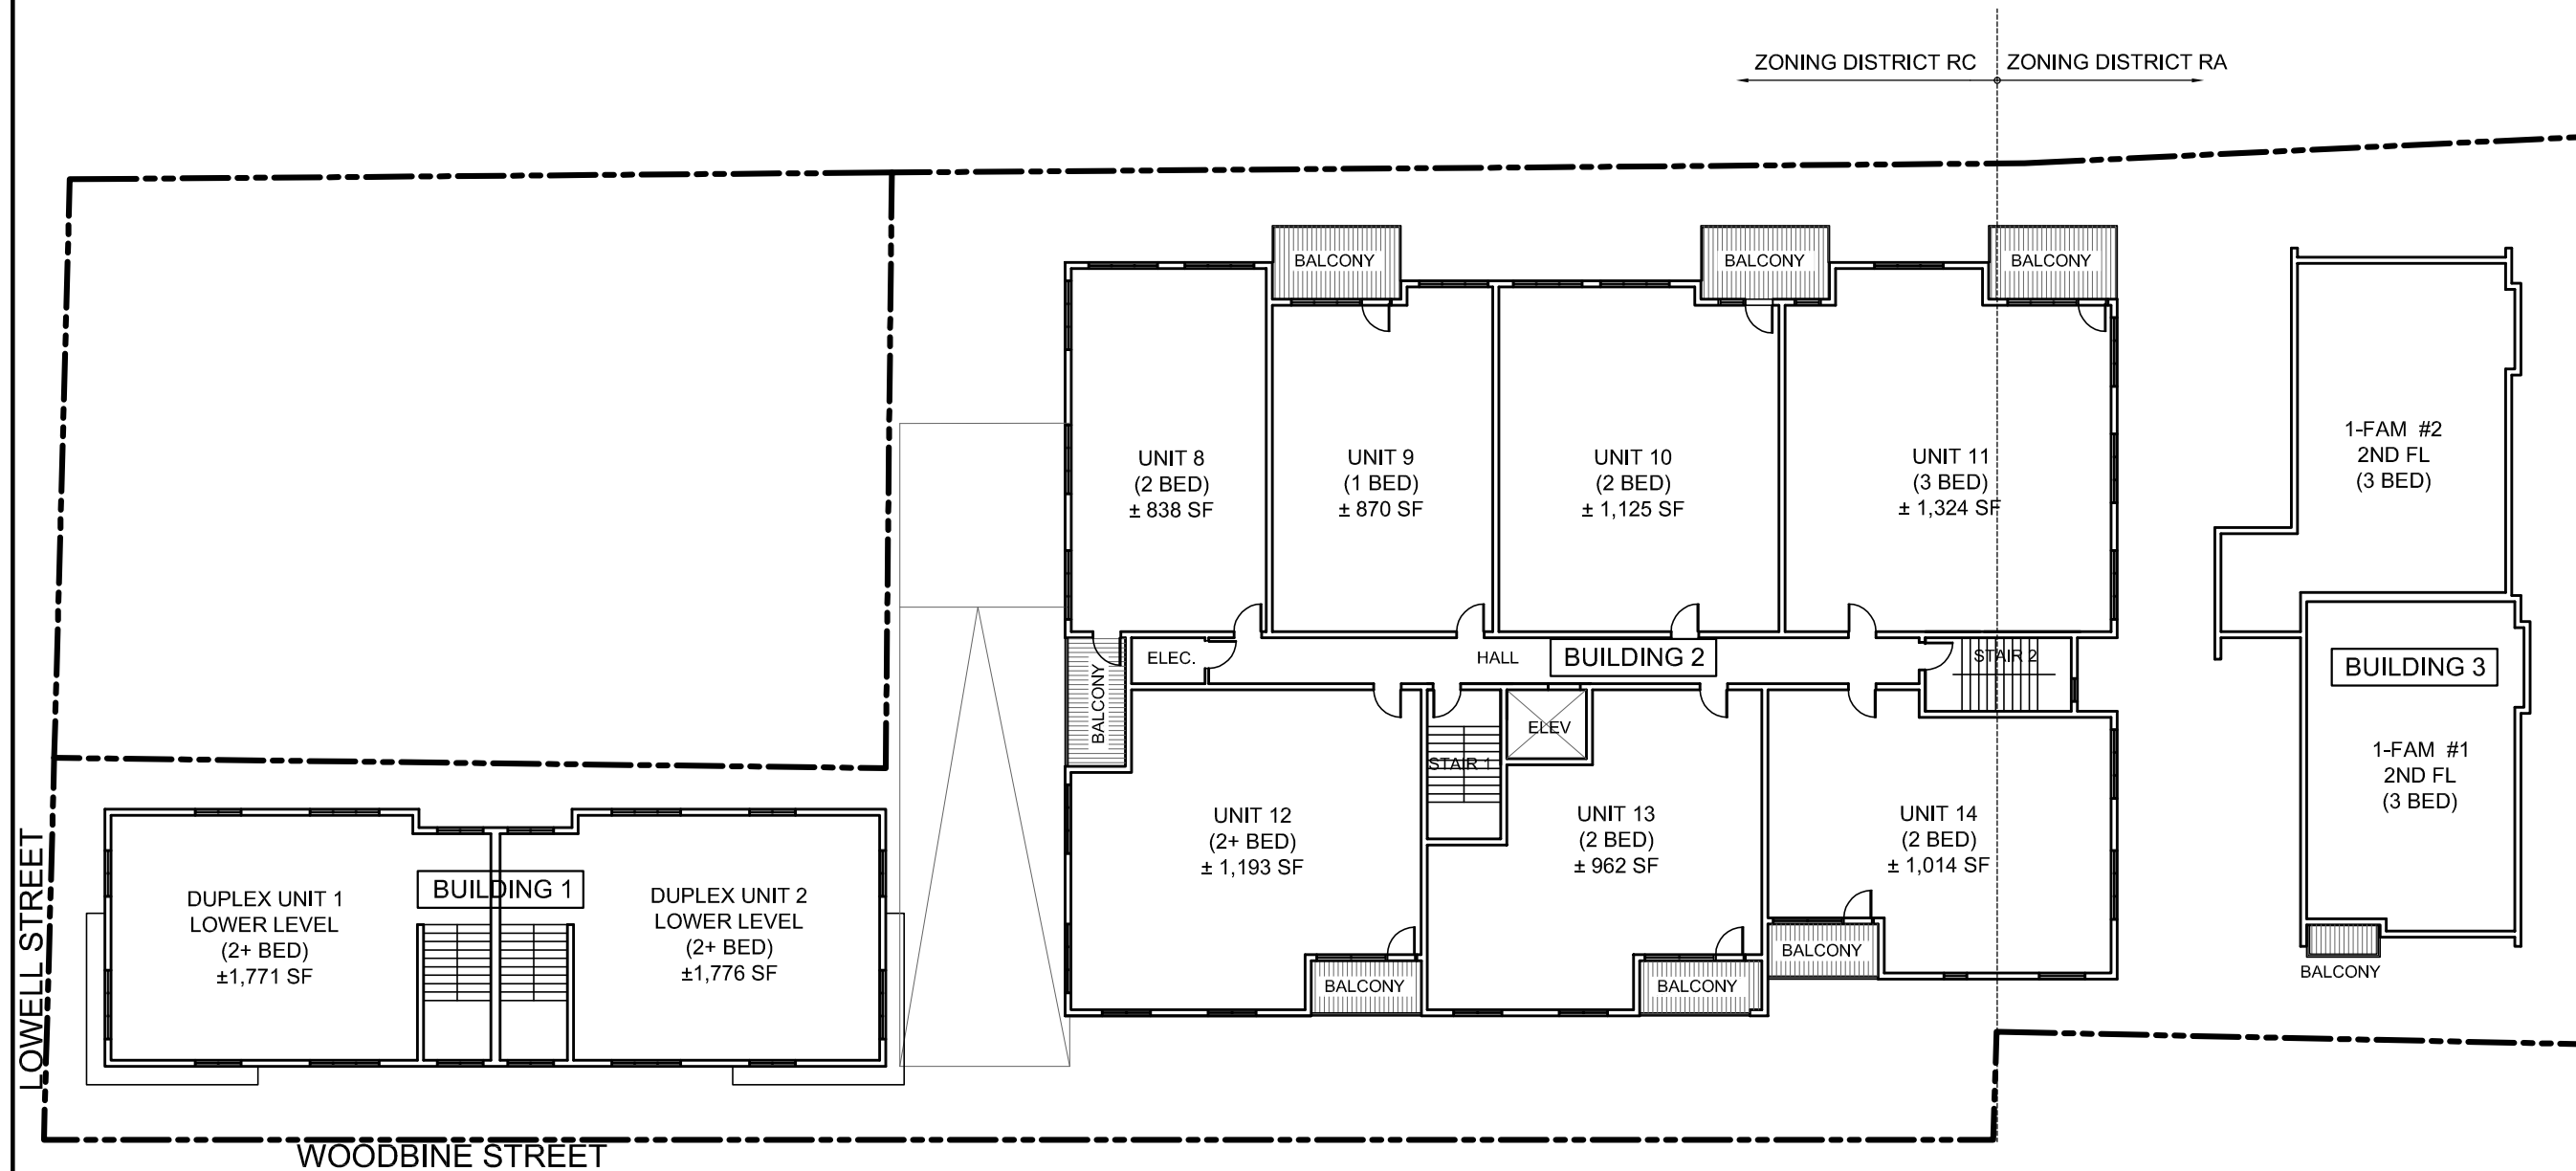 ZONING DISTRICT RC
ZONING DISTRICT RA
BALCONY
BALCONY
BALCONY
UNIT 8
(2 BED)
± 838 SF
UNIT 9
(1 BED)
± 870 SF
UNIT 10
(2 BED)
± 1,125 SF
UNIT 11
(3 BED)
± 1,324 SF
1-FAM #2
2ND FL
(3 BED)
ELEC.
HALL
BUILDING 2
STAIR 2
BUILDING 3
BALCONY
ELEV
STAIR 1
1-FAM #1
2ND FL
(3 BED)
UNIT 12
(2+ BED)
± 1,193 SF
UNIT 13
(2 BED)
± 962 SF
UNIT 14
(2 BED)
± 1,014 SF
BUILDING 1
DUPLEX UNIT 1
LOWER LEVEL
(2+ BED)
±1,771 SF
DUPLEX UNIT 2
LOWER LEVEL
(2+ BED)
±1,776 SF
BALCONY
BALCONY
BALCONY
BALCONY
LOWELL STREET
WOODBINE STREET